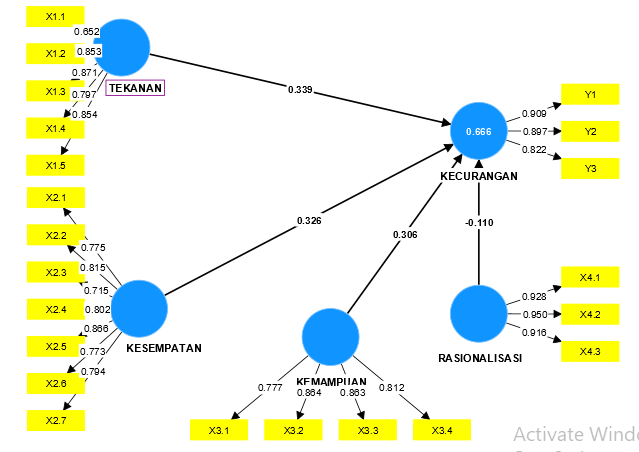 X1.1
0.652
X1.2
0.853
0.871
X1.3
TEKANAN
0.797
0.854
X1.4
X1.5
0.339
0.666
KECURANGAN
0.909
Y1
0.897
Y2
0.822
Y3
X2.1
X2.2
0.775
0.815
X2.3
0.715
X2.4
0.802
0.866
X2.5
0.773
X2.6
0.794
X2.7
KESEMPATAN
0.326
0.306
-0.110
KEMAMPUAN
0.777
0.864
0.863
0.812
X3.1
X3.2
X3.3
X3.4
RASIONALISASI
0.928
X4.1
0.950
X4.2
0.916
X4.3
Activate Windo